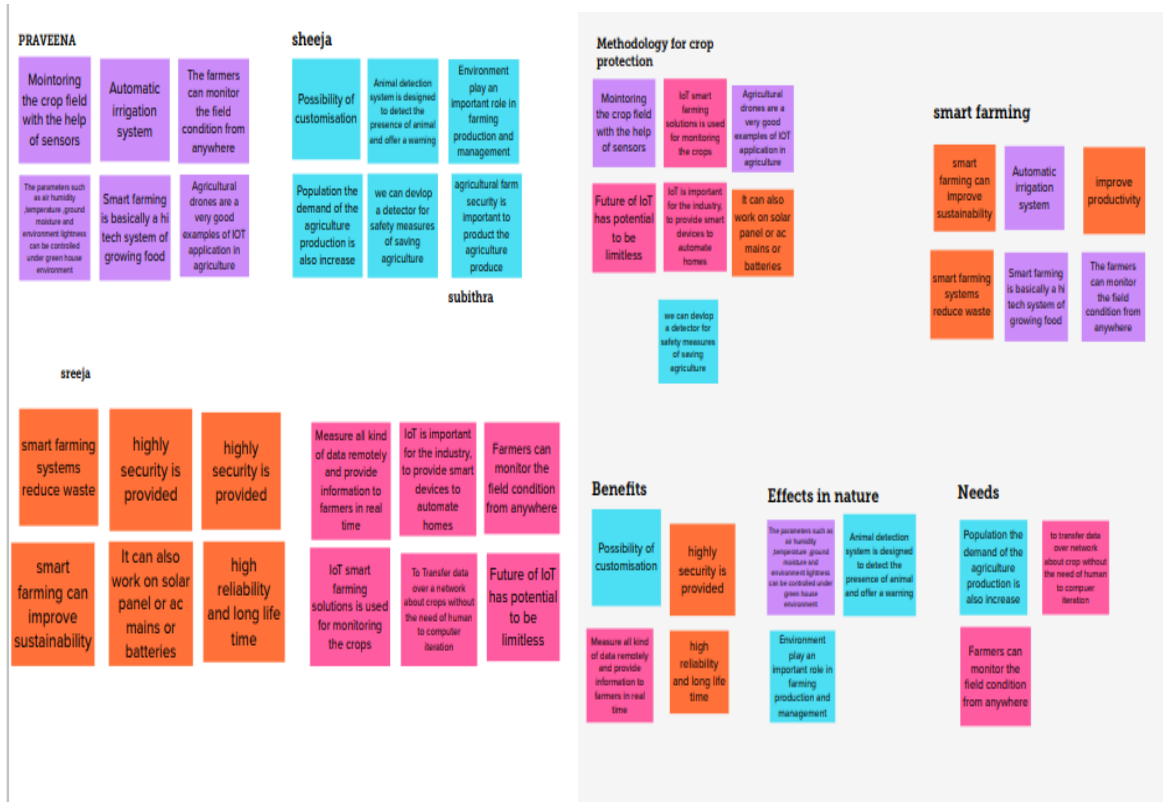 PRAVEENA
Mointoring
the crop field
with the help
of sensors
Automatic
irrigation
system
The farmers
can monitor
the field
condition from
anywhere
The parameters such
as air humidity
,temperature ,ground
moisture and
environment lightness
can be controlled
under green house
environment
Smart farming
is basically a hi
tech system of
growing food
Agricultural
drones are a
very good
examples of IOT
application in
agriculture
sheeja
Possibility of
customisation
Animal detection
system is designed
to detect the
presence of animal
and offer a warning
Environment
play an
important role in
farming
production and
management
Population the
demand of the
agriculture
production is
also increase
we can devlop
a detector for
safety measures
of saving
agriculture
agricultural farm
security is
important to
product the
agriculture
produce
subithra
sreeja
smart farming
systems
reduce waste
highly
security is
provided
highly
security is
provided
smart
farming can
improve
sustainability
It can also
work on solar
panel or ac
mains or
batteries
high
reliability
and long life
time
Measure all kind
of data remotely
and provide
information to
farmers in real
time
IoT is important
for the industry,
to provide smart
devices to
automate
homes
Farmers can
monitor the
field condition
from anywhere
IoT smart
farming
solutions is used
for monitoring
the crops
To Transfer data
over a network
about crops without
the need of human
to computer
iteration
Future of IoT
has potential
to be
limitless
Methodology for crop
protection
Mointoring
the crop field
with the help
of sensors
IoT smart
farming
solutions is used
for monitoring
the crops
Agricultural
drones are a
very good
examples of IOT
application in
agriculture
Future of IoT
has potential
to be
limitless
IoT is important
for the industry,
to provide smart
devices to
automate
homes
It can also
work on solar
panel or ac
mains or
batteries
we can devlop
a detector for
safety measures
of saving
agriculture
smart farming
smart
farming can
improve
sustainability
Automatic
irrigation
system
improve
productivity
smart farming
systems
reduce waste
Smart farming
is basically a hi
tech system of
growing food
The farmers
can monitor
the field
condition from
anywhere
Benefits
Possibility of
customisation
highly
security is
provided
Measure all kind
of data remotely
and provide
information to
farmers in real
time
high
reliability
and long life
time
Effects in nature
The parameters such as
air humidity
,temperature ,ground
moisture and
environment lightness
can be controlled under
green house
environment
Animal detection
system is designed
to detect the
presence of animal
and offer a warning
Environment
play an
important role in
farming
production and
management
Needs
Population the
demand of the
agriculture
production is
also increase
to transfer data
over network
about crop without
the need of human
to compuer
iteration
Farmers can
monitor the
field condition
from anywhere